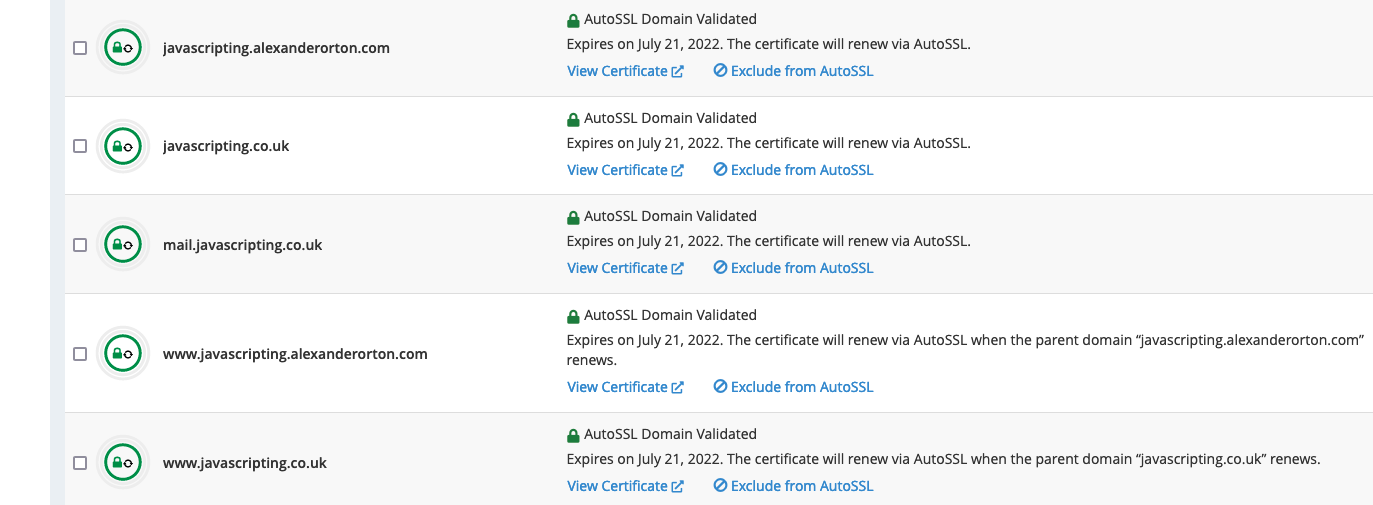 AutoSSL Domain Validated
javascripting.alexanderorton.com
Expires on July 21, 2022. The certificate will renew via AutoSSL.
View Certificate Exclude from AutoSSL
AutoSSL Domain Validated
javascripting.co.uk
Expires on July 21, 2022. The certificate will renew via AutoSSL.
View Certificate Exclude from AutoSSL
AutoSSL Domain Validated
mail.javascripting.co.uk
Expires on July 21, 2022. The certificate will renew via AutoSSL.
View Certificate Exclude from AutoSSL
AutoSSL Domain Validated
www.javascripting.alexanderorton.com
Expires on July 21, 2022. The certificate will renew via AutoSSL when the parent domain “javascripting.alexanderorton.com”
renews.
View Certificate Exclude from AutoSSL
AutoSSL Domain Validated
www.javascripting.co.uk
Expires on July 21, 2022. The certificate will renew via AutoSSL when the parent domain “javascripting.co.uk” renews.
View Certificate Exclude from AutoSSL